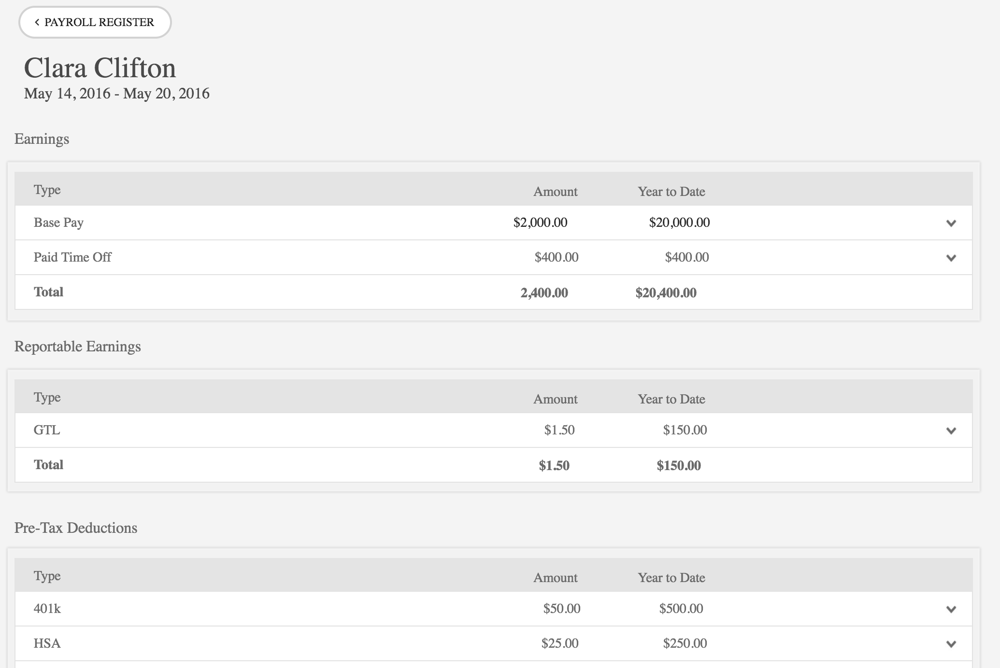 PAYROLL REGISTER
Clara Clifton
May 14, 2016 - May 20, 2016
Earnings
Type Amount Year to Date
Base Pay $2,000.00 $20,000.00
Paid Time Off $400.00 $400.00
Total 2,400.00 $20,400.00
Reportable Earnings
Type Amount Year to Date
GTL $1.50 $150.00
Total $1.50 $150.00
Pre-Tax Deductions
Type Amount Year to Date
401k $50.00 $500.00
HSA $25.00 $250.00